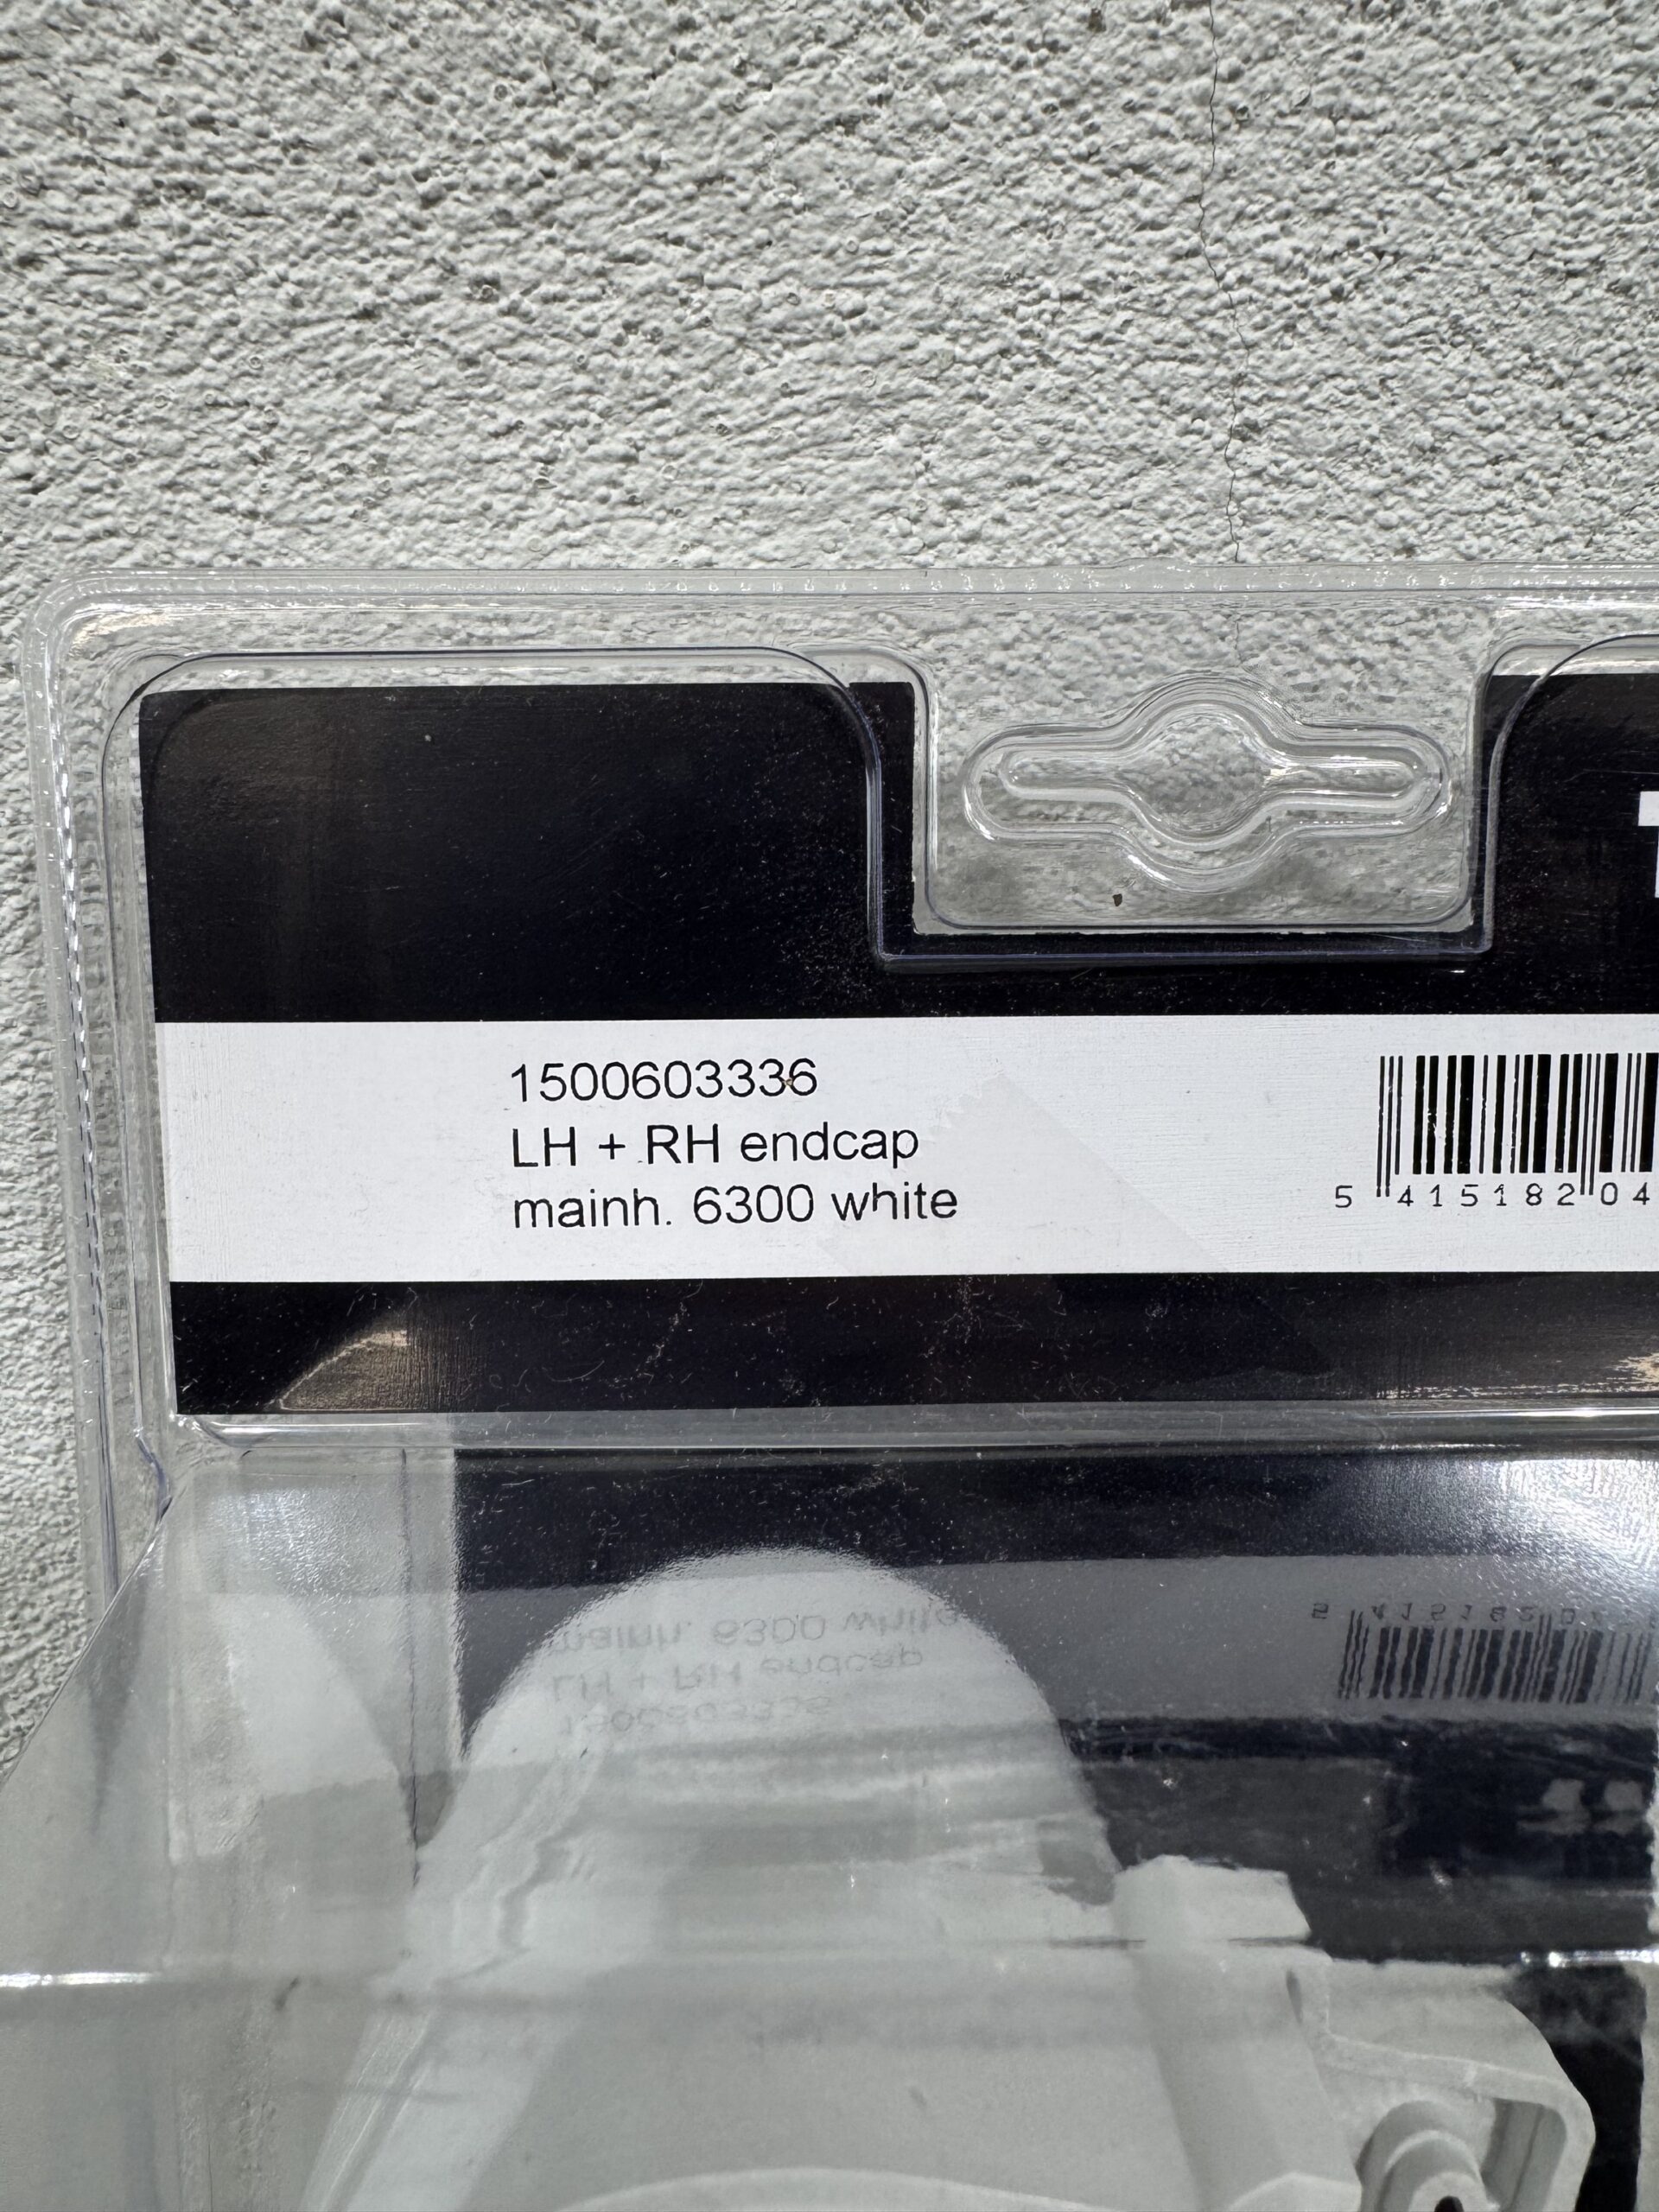 1500603336
LH + RH endcap
mainh. 6300 white
5 415182 04